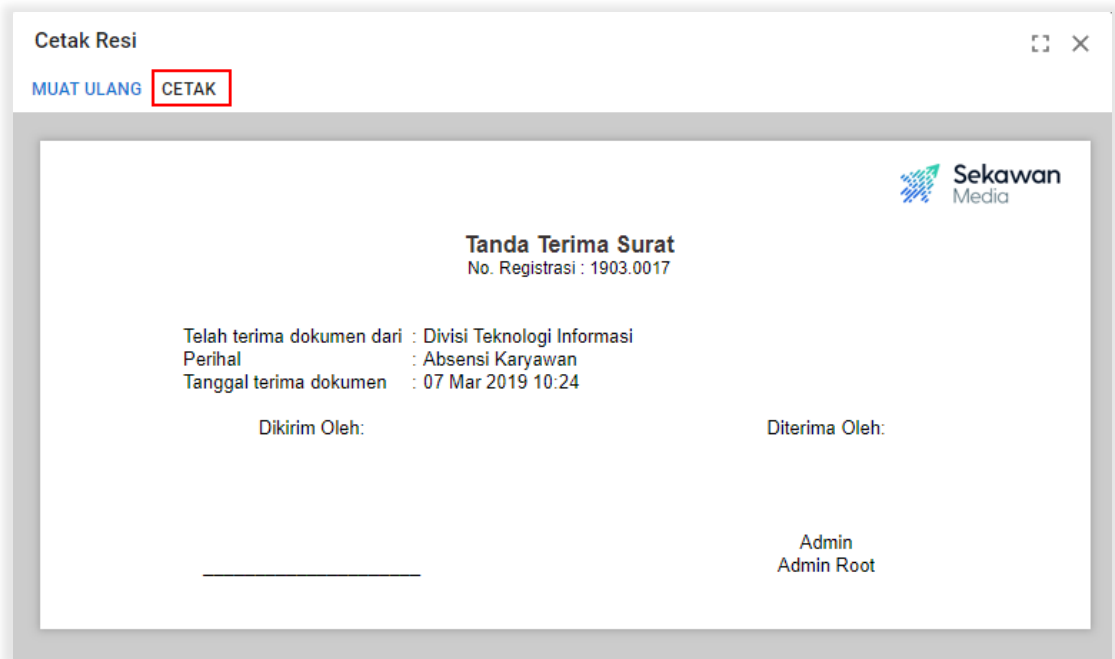 Cetak Resi
MUAT ULANG CETAK
Sekawan
Media
Tanda Terima Surat
No. Registrasi : 1903.0017
Telah terima dokumen dari : Divisi Teknologi Informasi
Perihal : Absensi Karyawan
Tanggal terima dokumen : 07 Mar 2019 10:24
Dikirim Oleh: Diterima Oleh:
Admin
Admin Root